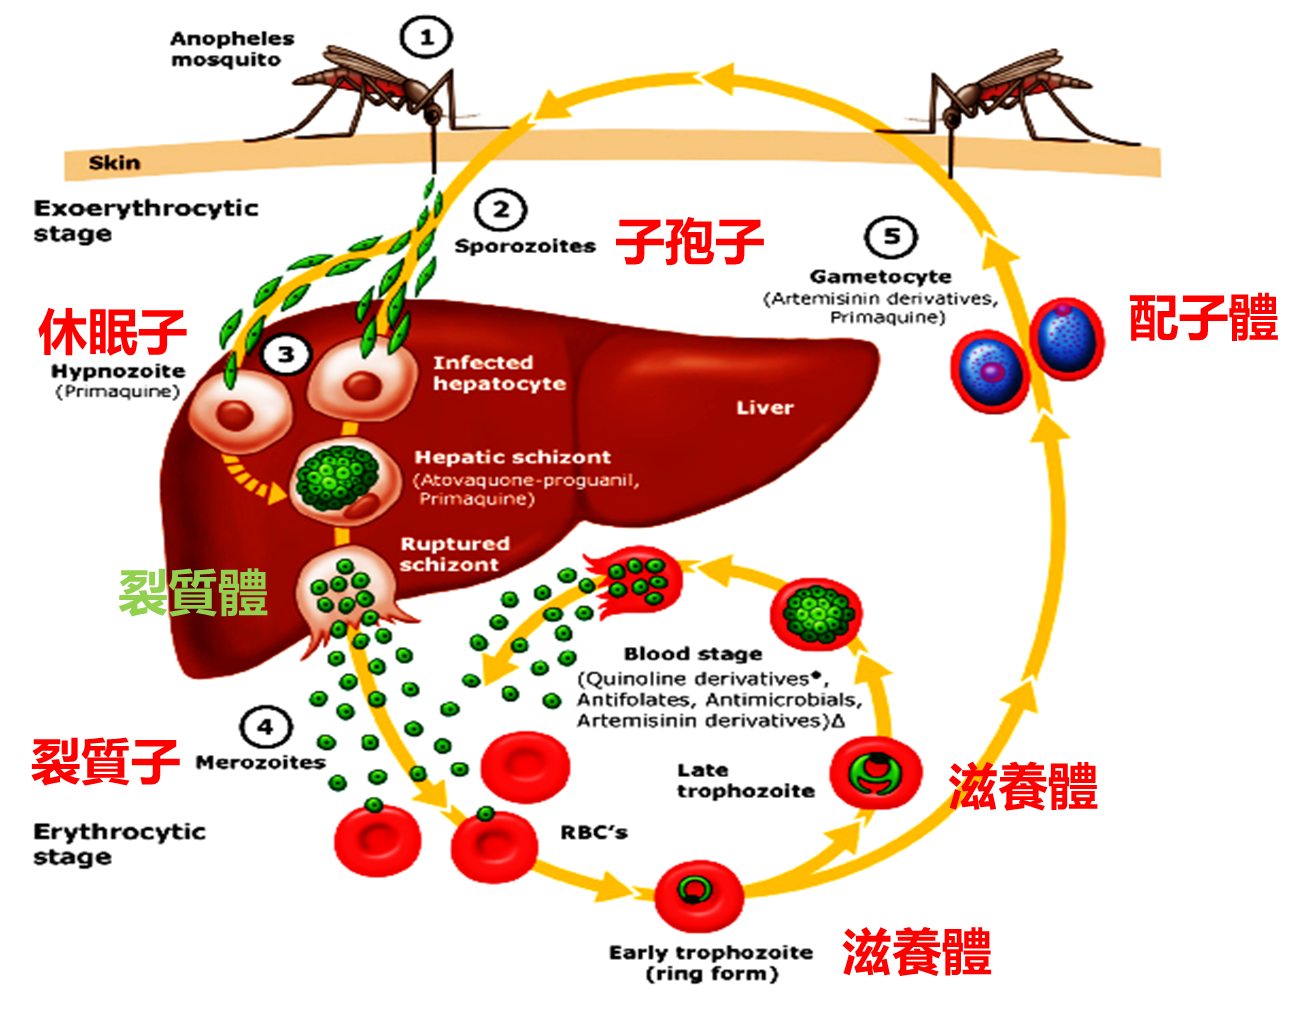 Anopheles
mosquito
1
Skin
Exoerythrocytic
stage
2
Sporozoites
子孢子
5
Gametocyte
(Artemisinin derivatives,
Primaquine)
配子體
休眠子
Hypnozoite
(Primaquine)
3
Infected
hepatocyte
Liver
Hepatic schizont
(Atovaquone-proguanil,
Primaquine)
Ruptured
schizont
裂質體
Blood stage
(Quinoline derivatives*,
Antifolates, Antimicrobials,
Artemisinin derivatives)Δ
4
裂質子
Merozoites
Late
trophozoite
滋養體
Erythrocytic
stage
RBC's
Early trophozoite
(ring form)
滋養體